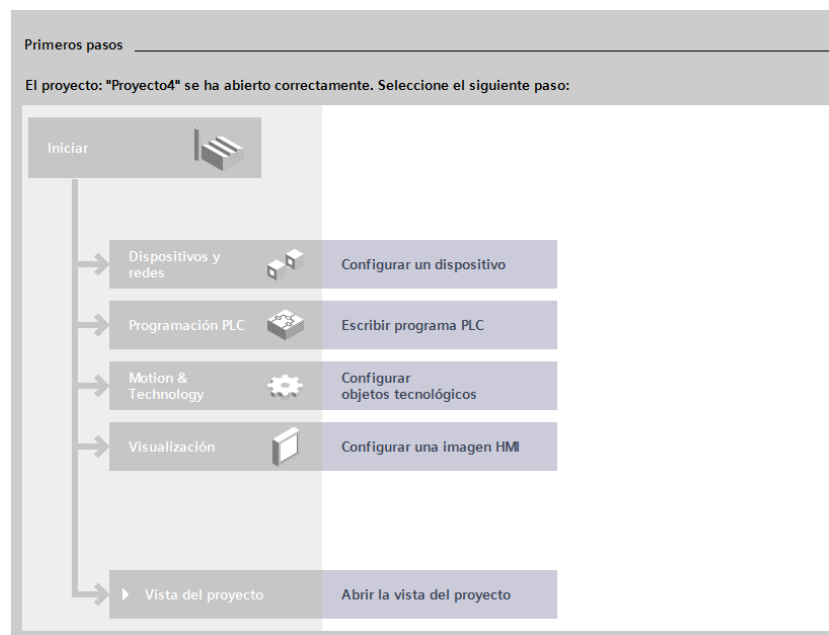 Primeros pasos
El proyecto: "Proyecto4" se ha abierto correctamente. Seleccione el siguiente paso:
Iniciar
Dispositivos y
redes
Configurar un dispositivo
Programación PLC
Escribir programa PLC
Motion &
Technology
Configurar
objetos tecnológicos
Visualización
Configurar una imagen HMI
Vista del proyecto
Abrir la vista del proyecto